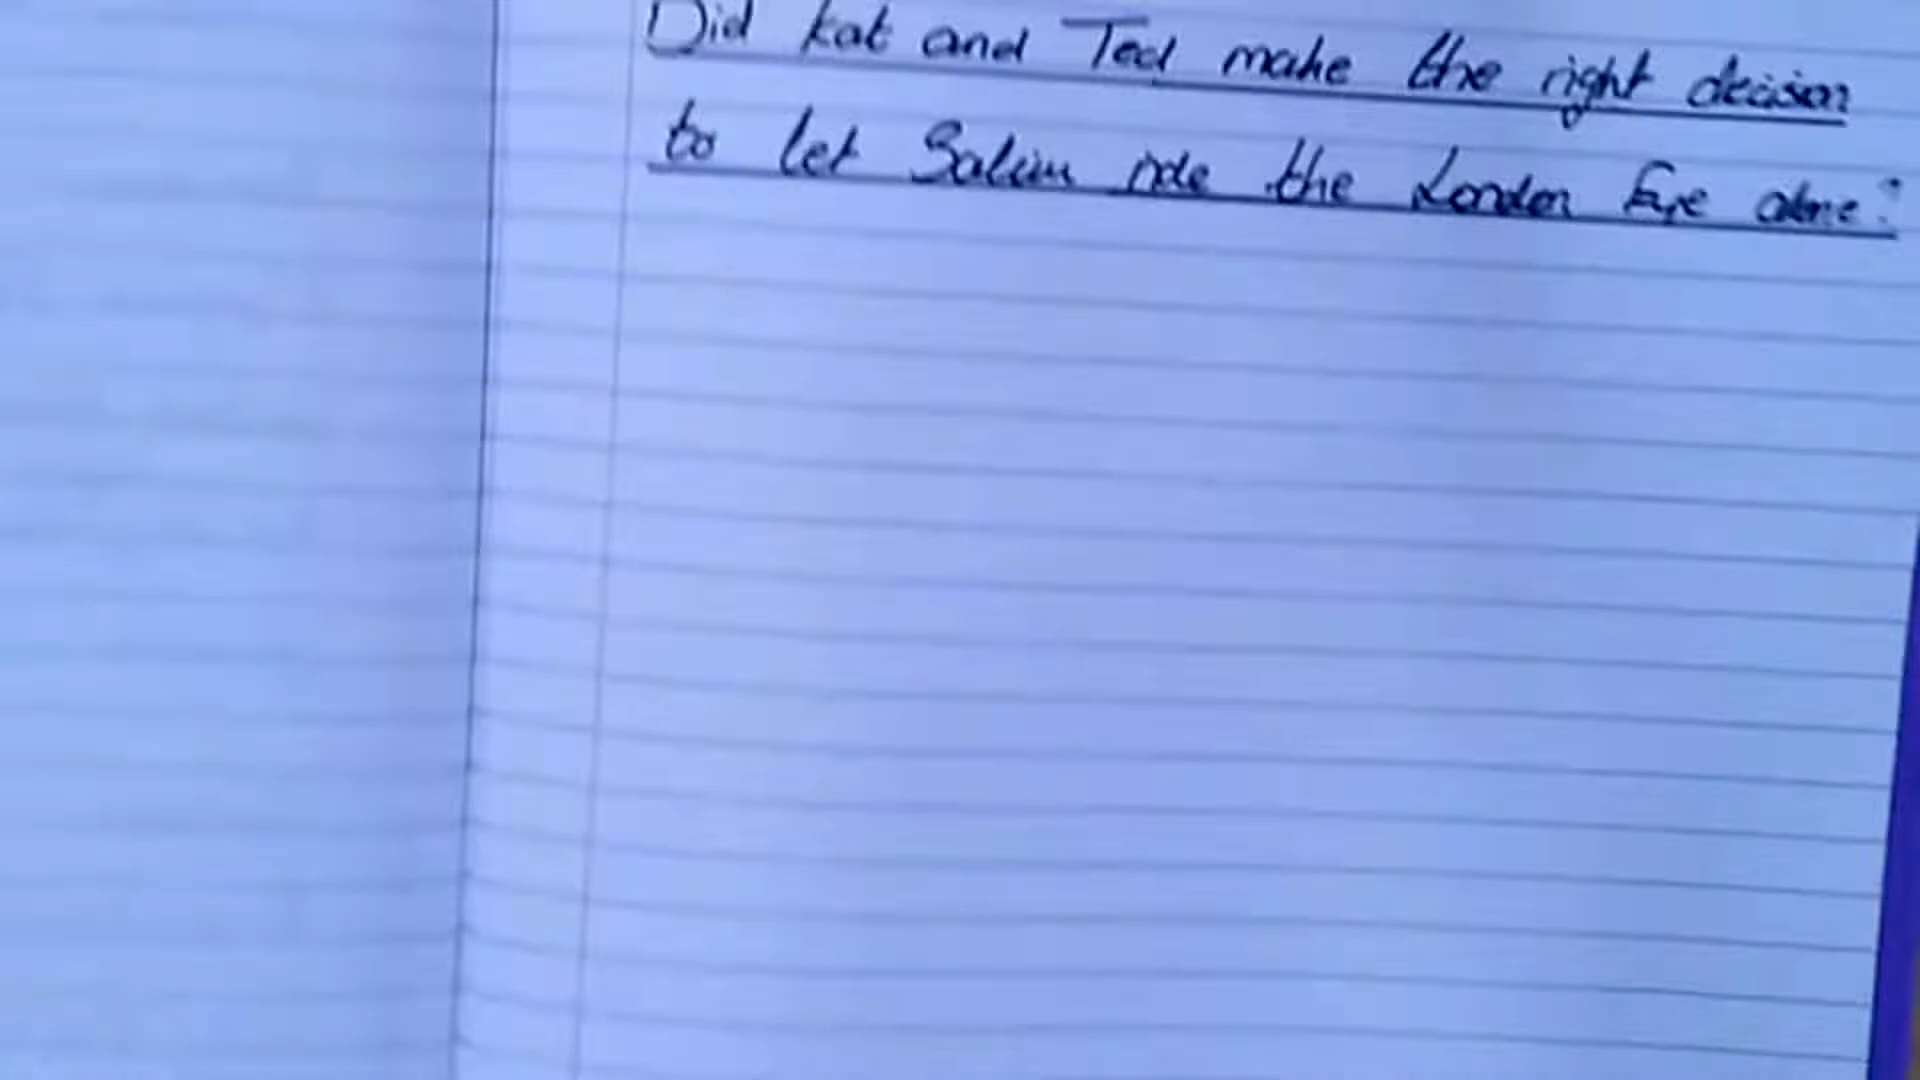 Did Kat and Ted make the right decision
to let Salim ride the London Eye alone?